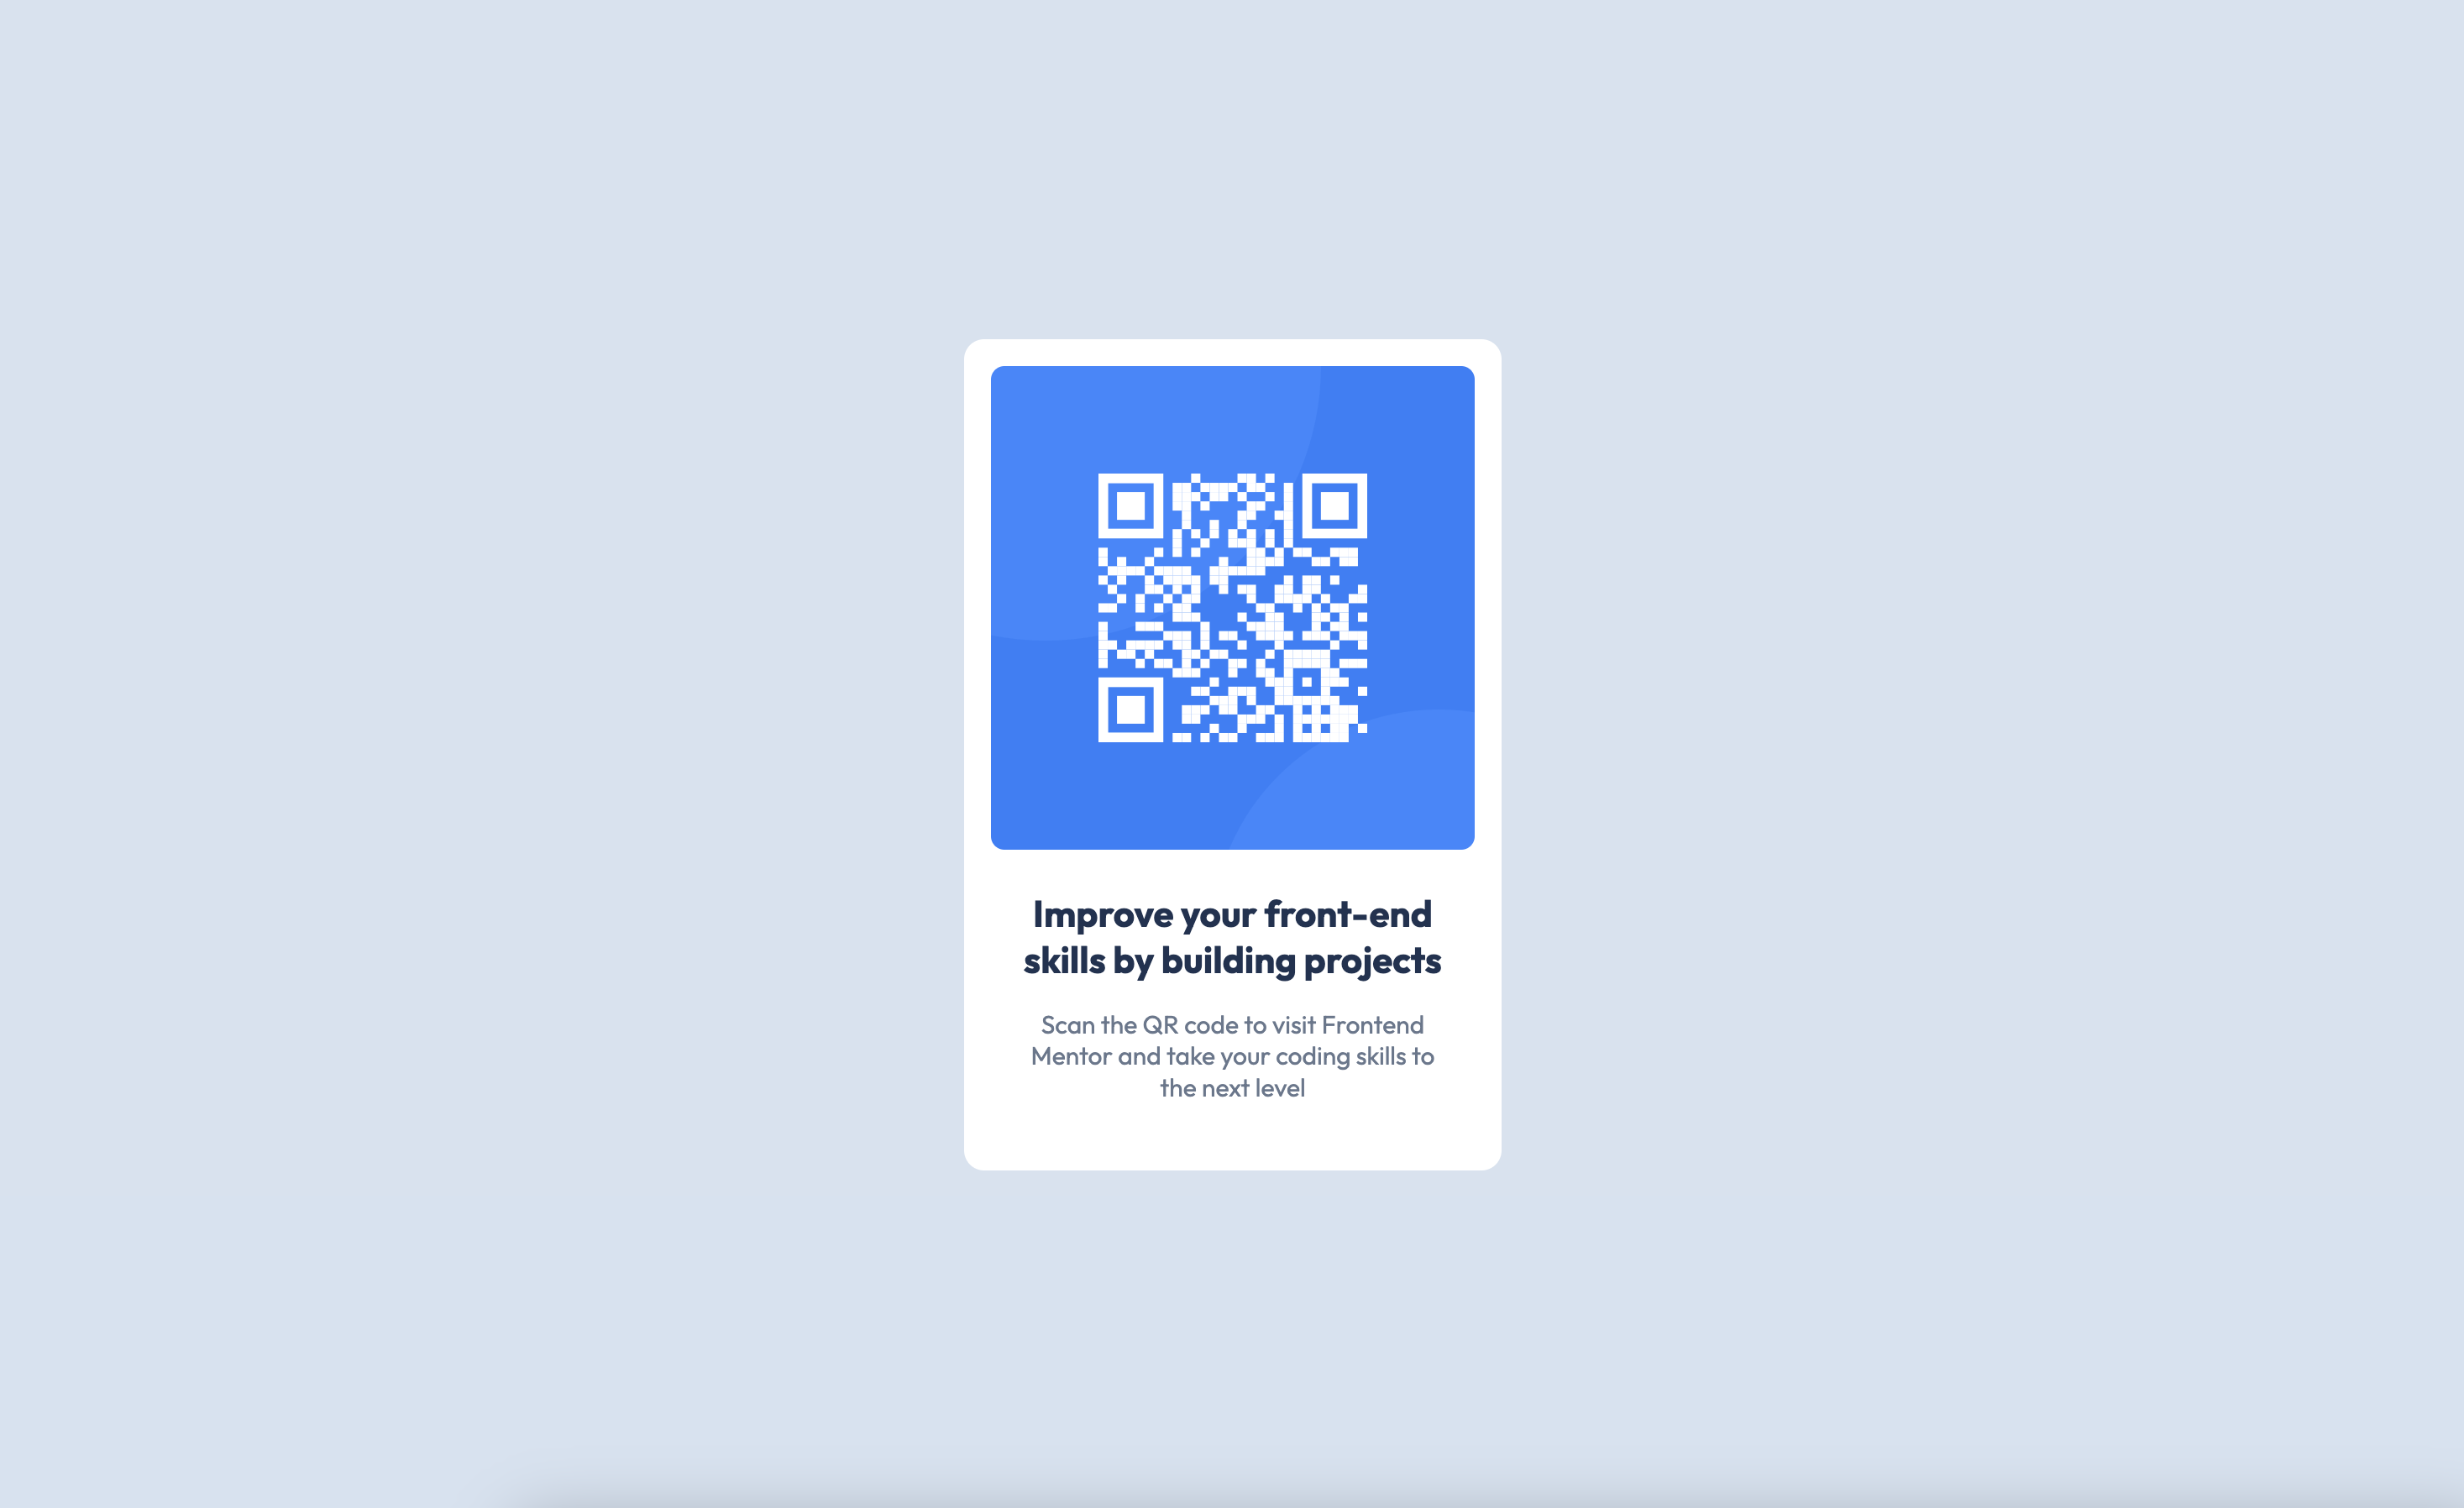 Improve your front-end
skills by building projects
Scan the QR code to visit Frontend
Mentor and take your coding skills to
the next level